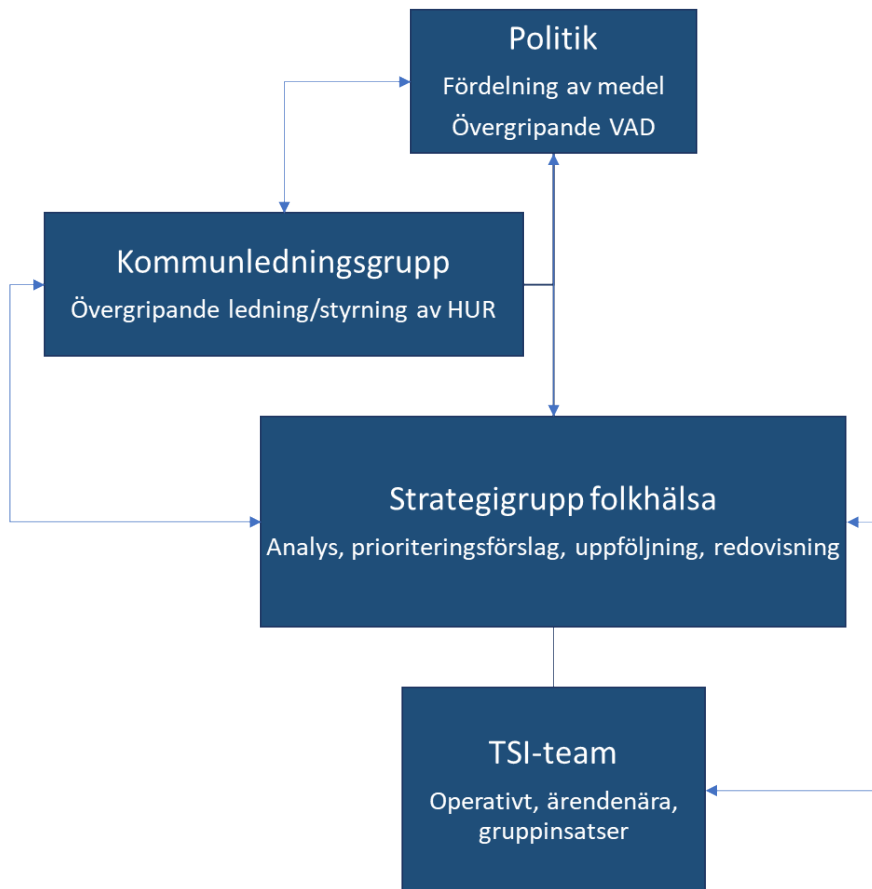 Politik
Fördelning av medel
Övergripande VAD
Kommunledningsgrupp
Övergripande ledning/styrning av HUR
Strategigrupp folkhälsa
Analys, prioriteringsförslag, uppföljning, redovisning
TSI-team
Operativt, ärendenära,
gruppinsatser